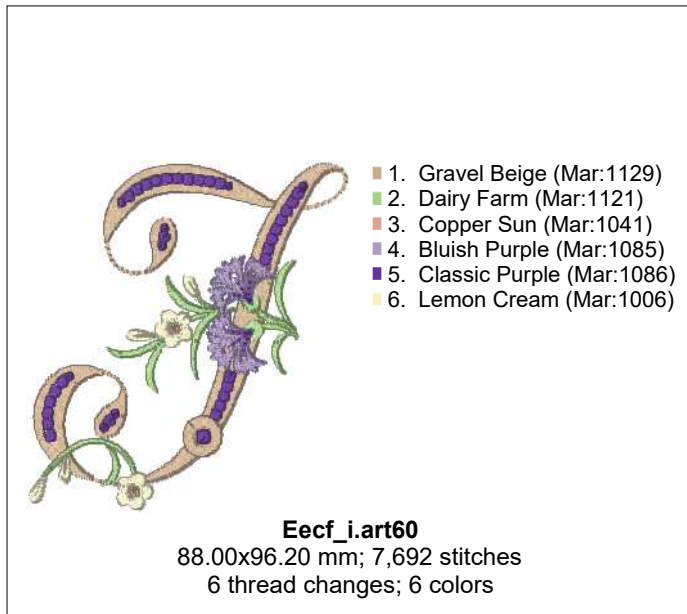 1. Gravel Beige (Mar:1129)
2. Dairy Farm (Mar:1121)
3. Copper Sun (Mar:1041)
4. Bluish Purple (Mar:1085)
5. Classic Purple (Mar:1086)
6. Lemon Cream (Mar:1006)
Eecf_i.art60
88.00x96.20 mm; 7,692 stitches
6 thread changes; 6 colors